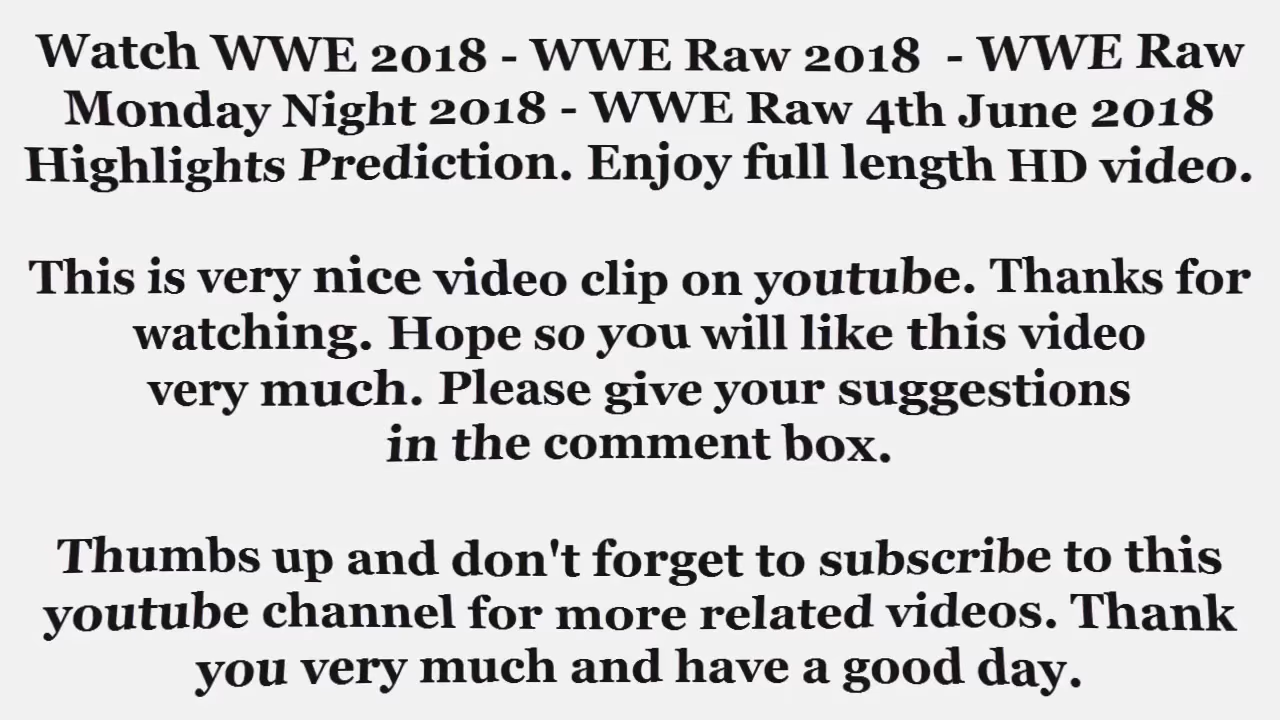 Watch WWE 2018 - WWE Raw 2018  - WWE Raw
Monday Night 2018 - WWE Raw 4th June 2018
Highlights Prediction. Enjoy full length HD video.
This is very nice video clip on youtube. Thanks for
watching. Hope so you will like this video
very much. Please give your suggestions
in the comment box.
Thumbs up and don't forget to subscribe to this
youtube channel for more related videos. Thank
you very much and have a good day.